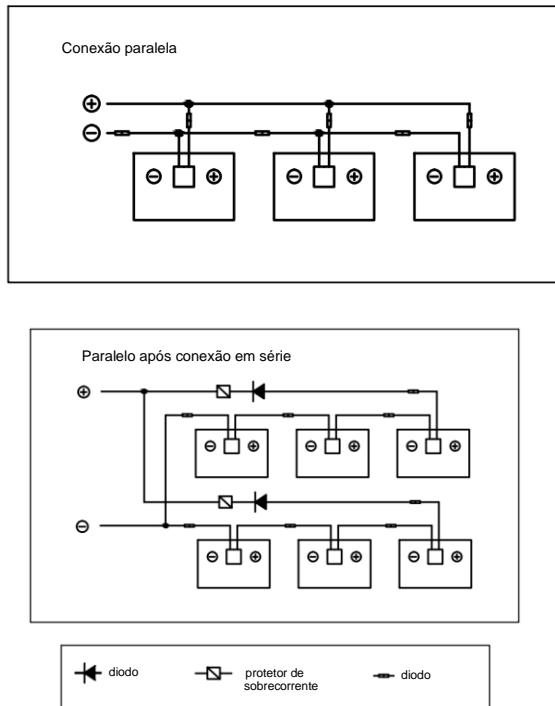 Conexão paralela
Paralelo após conexão em série
diodo
protetor de
sobrecorrente
diodo